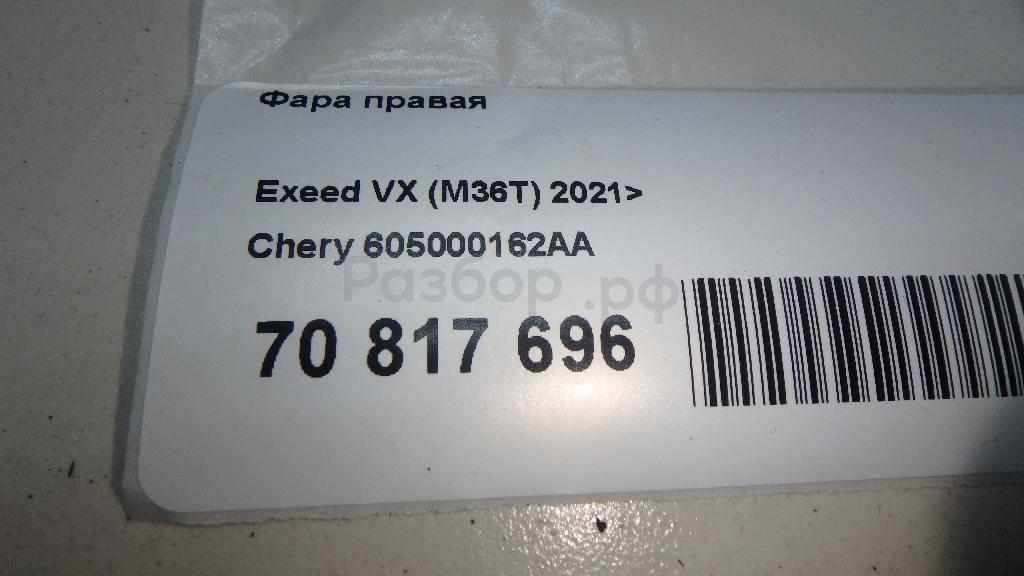 Фара правая
Exeed VX (M36T) 2021>
Chery 605000162AA
Разбор.рф
70 817 696